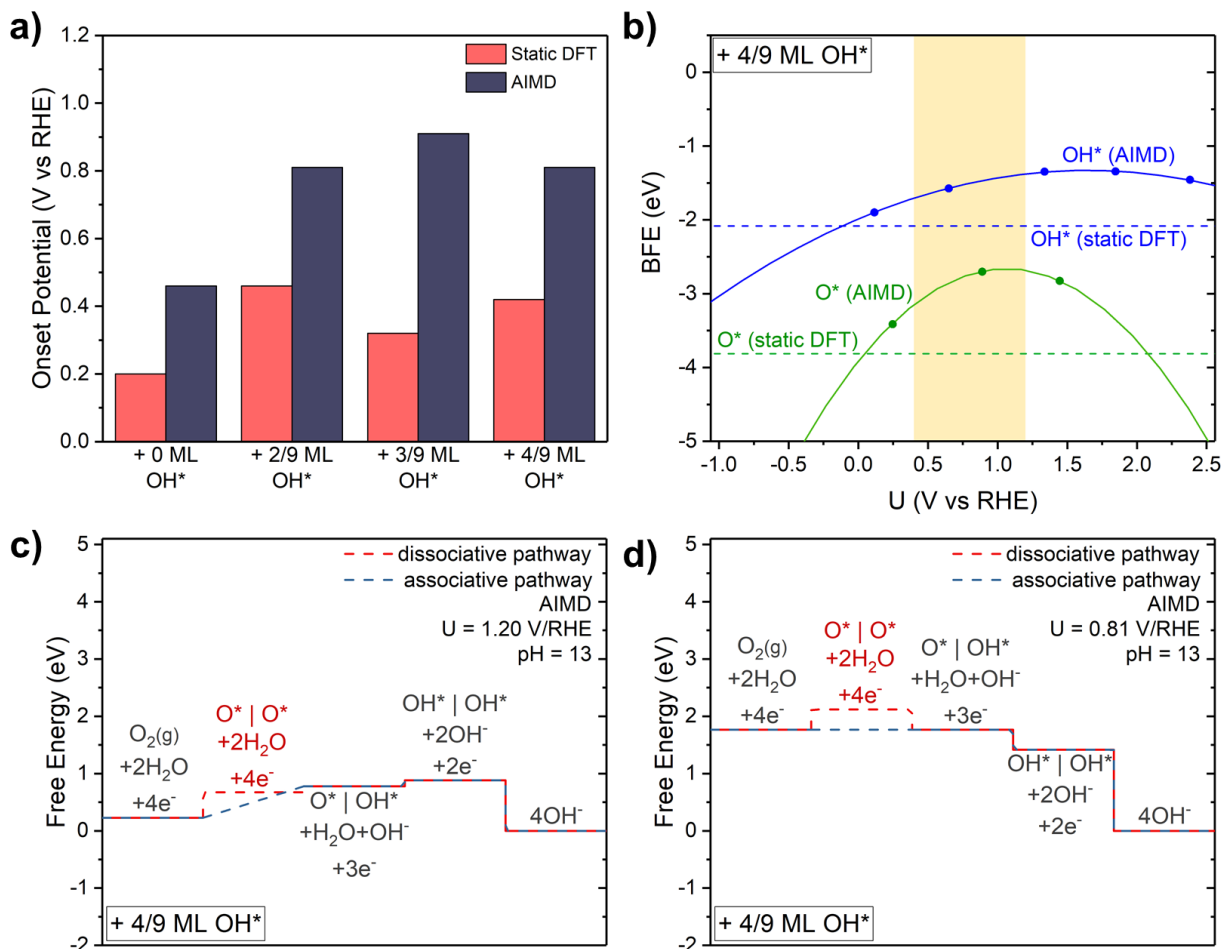 a)
Static DFT
AIMD
Onset Potential (V vs RHE)
1.2
1.0
0.8
0.6
0.4
0.2
0.0
+ 0 ML
OH*
+ 2/9 ML
OH*
+ 3/9 ML
OH*
+ 4/9 ML
OH*
b)
+ 4/9 ML OH*
BFE (eV)
0
-1
-2
-3
-4
-5
OH* (AIMD)
OH* (static DFT)
O* (AIMD)
O* (static DFT)
-1.0 -0.5 0.0 0.5 1.0 1.5 2.0 2.5
U (V vs RHE)
c)
dissociative pathway
associative pathway
AIMD
U = 1.20 V/RHE
pH = 13
Free Energy (eV)
5
4
3
2
1
0
-1
-2
O₂(g)
+2H₂O
+4e⁻
O* | O*
+2H₂O
+4e⁻
O* | OH*
+H₂O+OH⁻
+3e⁻
OH* | OH*
+2OH⁻
+2e⁻
4OH⁻
+ 4/9 ML OH*
d)
dissociative pathway
associative pathway
AIMD
U = 0.81 V/RHE
pH = 13
Free Energy (eV)
5
4
3
2
1
0
-1
-2
O₂(g)
+2H₂O
+4e⁻
O* | O*
+2H₂O
+4e⁻
O* | OH*
+H₂O+OH⁻
+3e⁻
OH* | OH*
+2OH⁻
+2e⁻
4OH⁻
+ 4/9 ML OH*